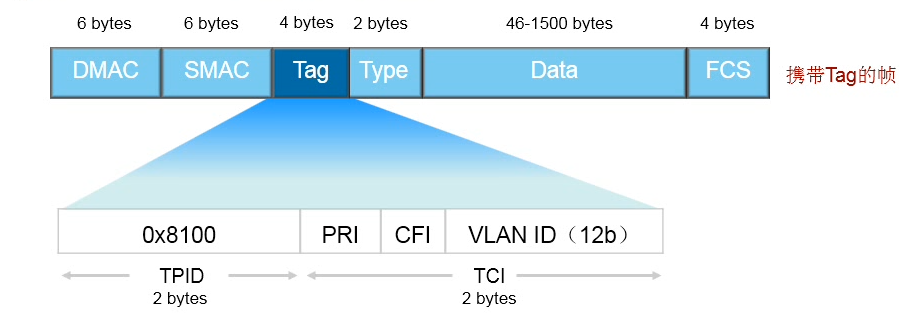 6 bytes 6 bytes 4 bytes 2 bytes 46-1500 bytes 4 bytes
DMAC SMAC Tag Type Data FCS 携带Tag的帧
0x8100 PRI CFI VLAN ID（12b）
TPID TCI
2 bytes 2 bytes